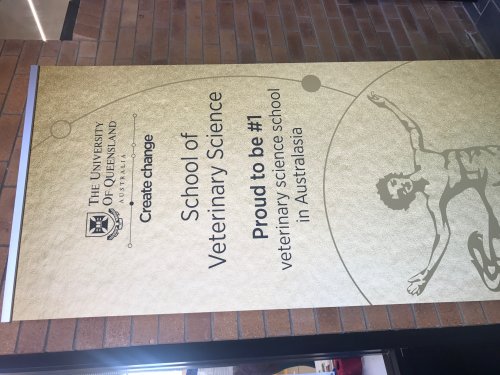 THE UNIVERSITY
OF QUEENSLAND
AUSTRALIA
Create change
School of
Veterinary Science
Proud to be #1
veterinary science school
in Australasia